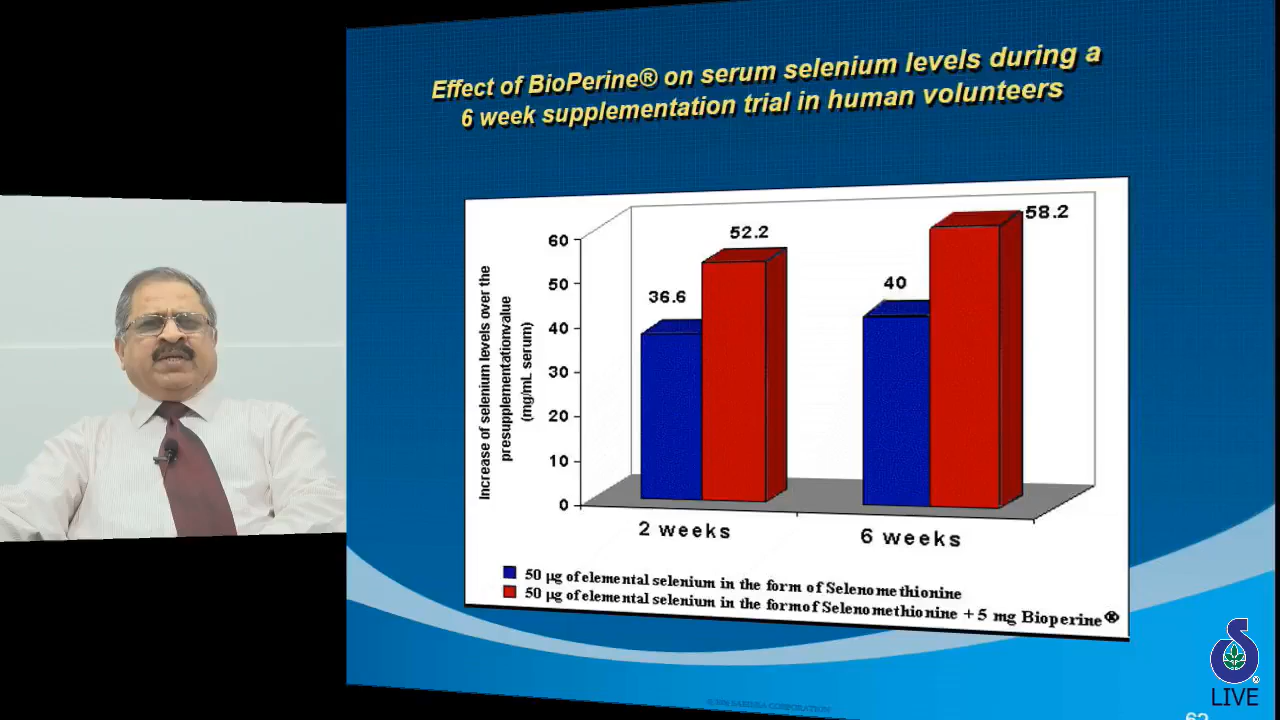 Effect of BioPerine® on serum selenium levels during a
6 week supplementation trial in human volunteers
Increase of selenium levels over the
presupplementationvalue
(mg/mL serum)
60
50
40
30
20
10
0
36.6
52.2
40
58.2
2 weeks
6 weeks
50 µg of elemental selenium in the form of Selenomethionine
50 µg of elemental selenium in the formof Selenomethionine + 5 mg Bioperine®
LIVE